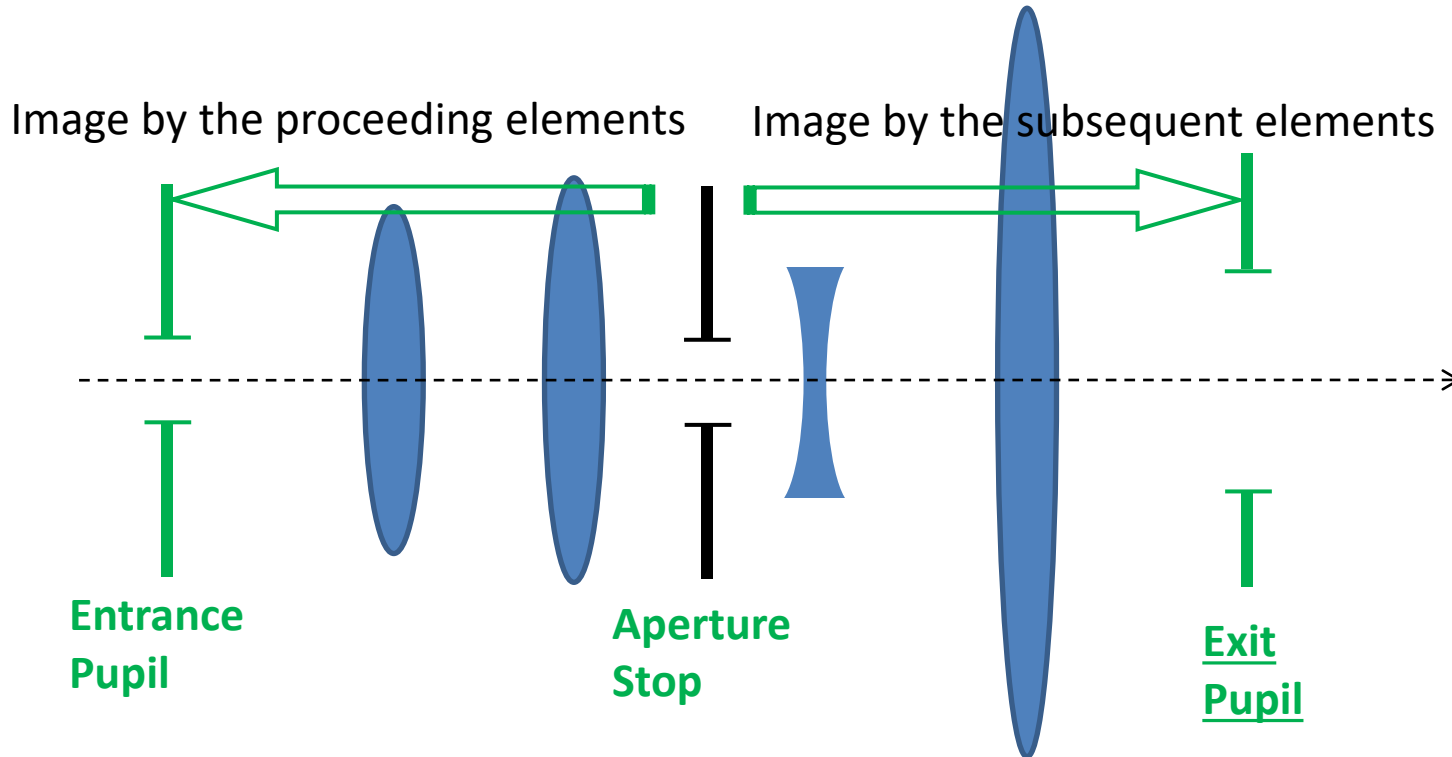 Image by the proceeding elements
Image by the subsequent elements
Entrance
Pupil
Aperture
Stop
Exit
Pupil